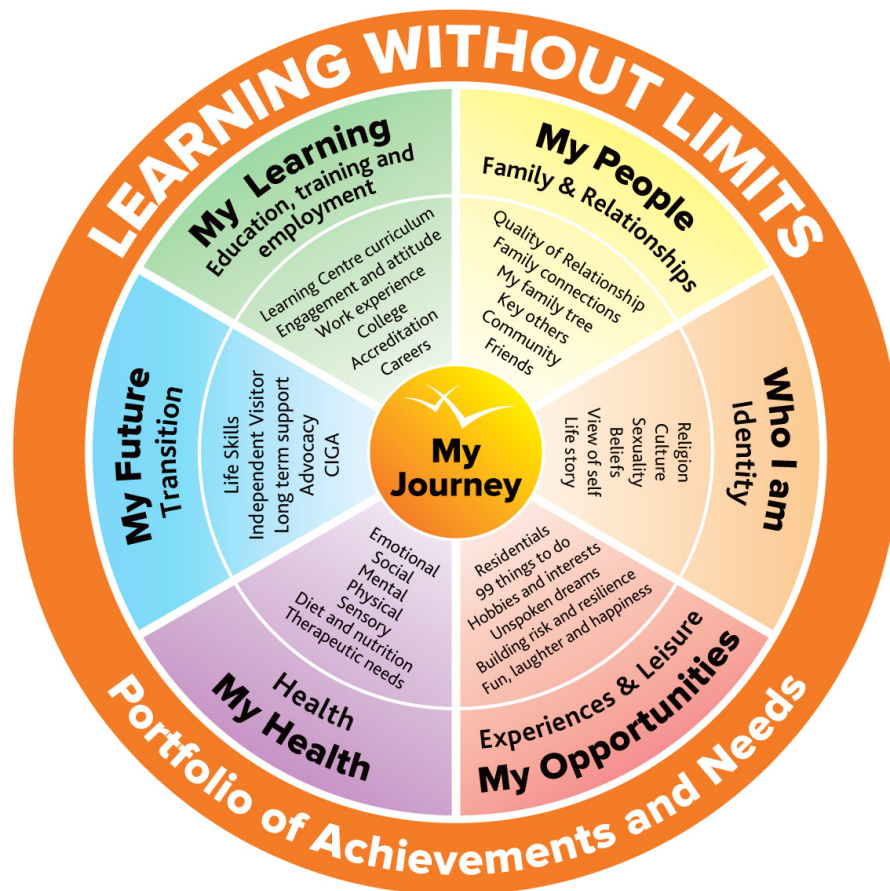 LEARNING WITHOUT LIMITS
My Learning
Education, training and
employment
Learning Centre curriculum
Engagement and attitude
Work experience
College
Accreditation
Careers
My People
Family & Relationships
Quality of Relationship
Family connections
My family tree
Key others
Community
Friends
Who I am
Identity
Religion
Culture
Sexuality
Beliefs
View of self
Life story
Residentials
99 things to do
Hobbies and interests
Unspoken dreams
Building risk and resilience
Fun, laughter and happiness
Experiences & Leisure
My Opportunities
Emotional
Social
Mental
Physical
Sensory
Diet and nutrition
Therapeutic needs
Health
My Health
My Future
Transition
Life Skills
Independent Visitor
Long term support
Advocacy
CIGA
My
Journey
Portfolio of Achievements and Needs